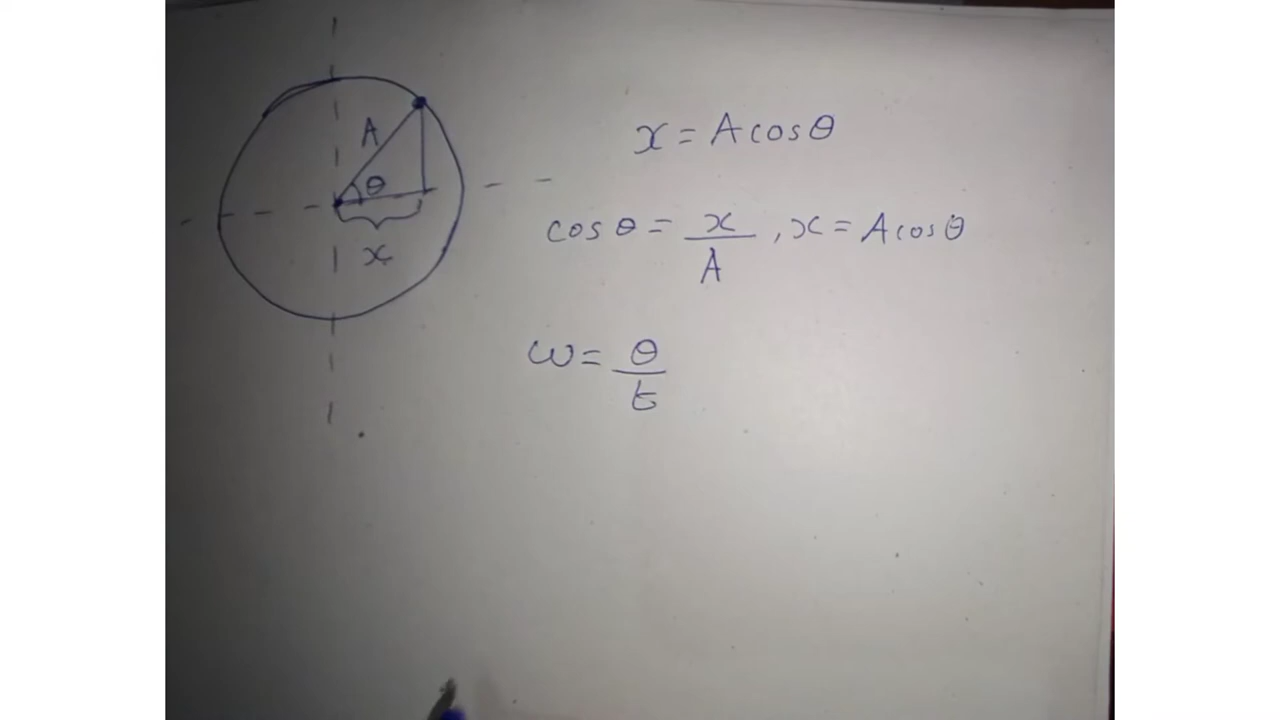 A
θ
x
x = A cos θ
cos θ = x/A , x = A cos θ
ω = θ/t